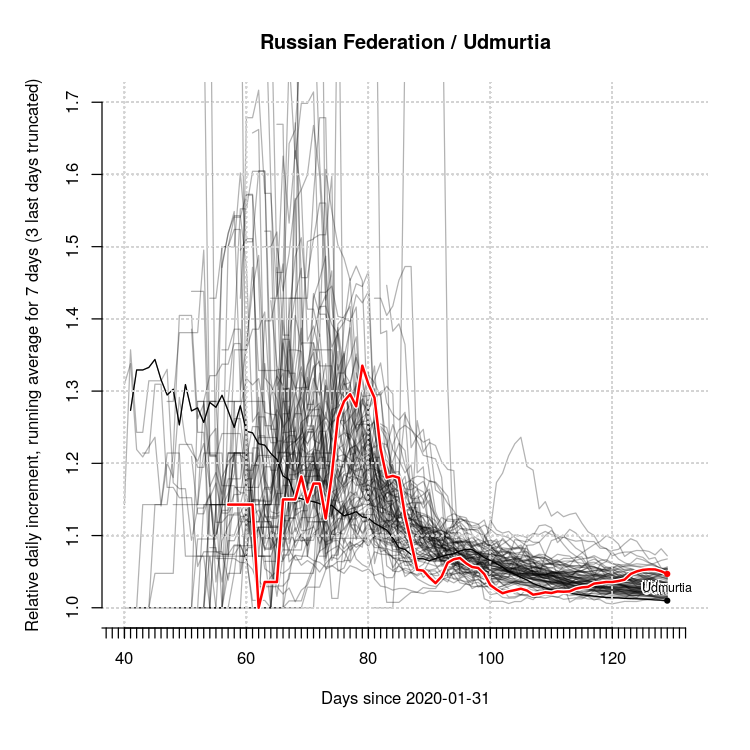 Russian Federation / Udmurtia
Relative daily increment, running average for 7 days (3 last days truncated)
1.7
1.6
1.5
1.4
1.3
1.2
1.1
1.0
Udmurtia
40 60 80 100 120
Days since 2020-01-31